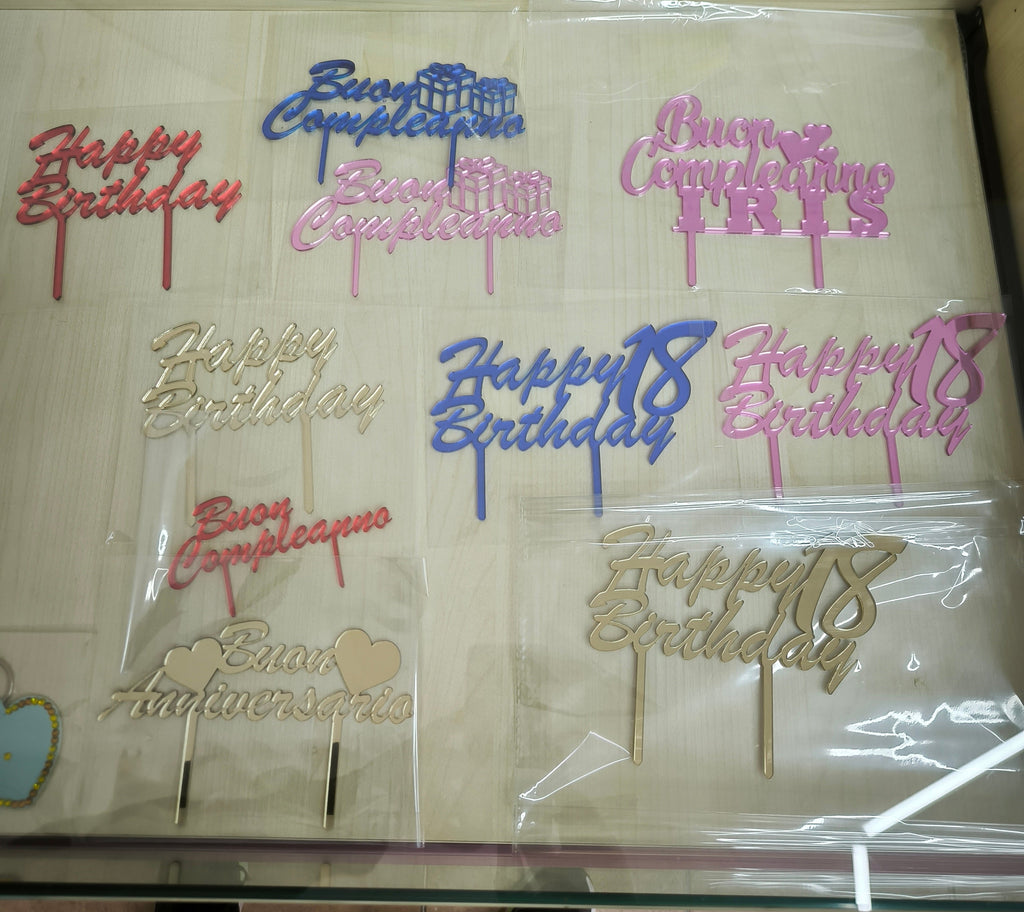 Happy
Birthday
Buon
Compleanno
Buon
Compleanno
Buon
Compleanno
IRIS
Happy
Birthday
Happy 18
Birthday
Happy 18
Birthday
Buon
Compleanno
Happy 18
Birthday
Buon
Anniversario